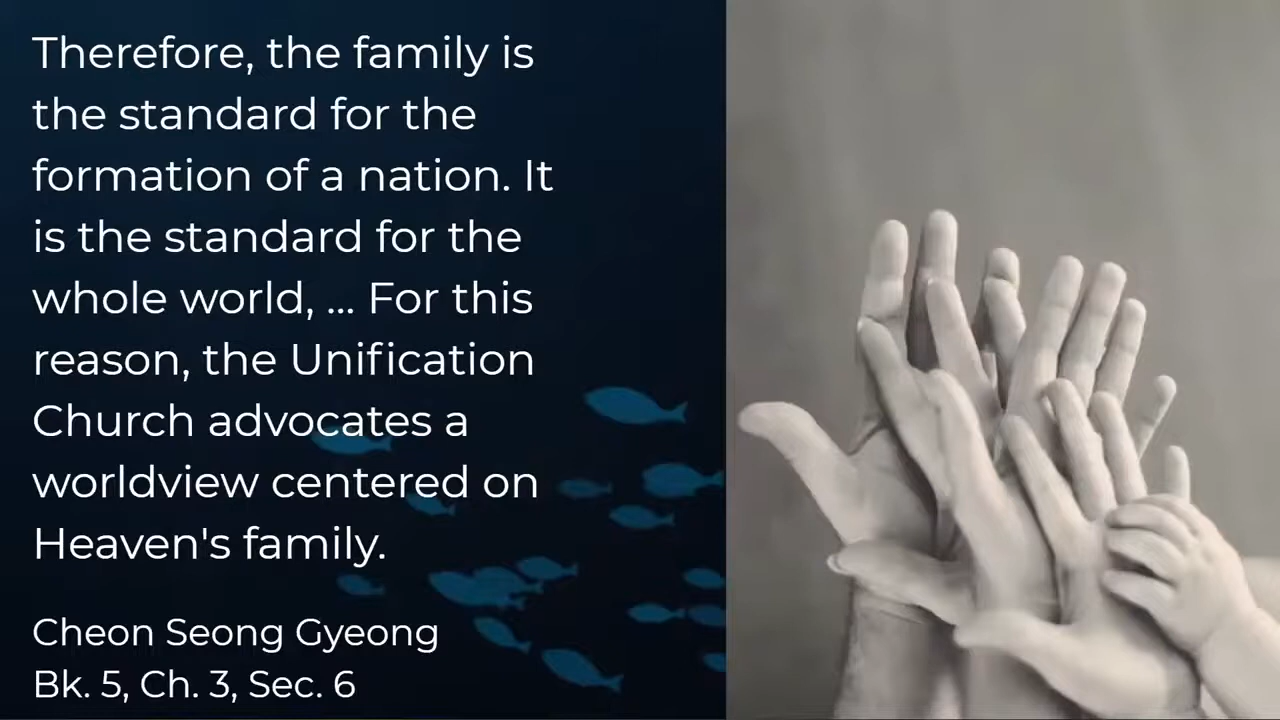 Therefore, the family is
the standard for the
formation of a nation. It
is the standard for the
whole world, ... For this
reason, the Unification
Church advocates a
worldview centered on
Heaven's family.
Cheon Seong Gyeong
Bk. 5, Ch. 3, Sec. 6